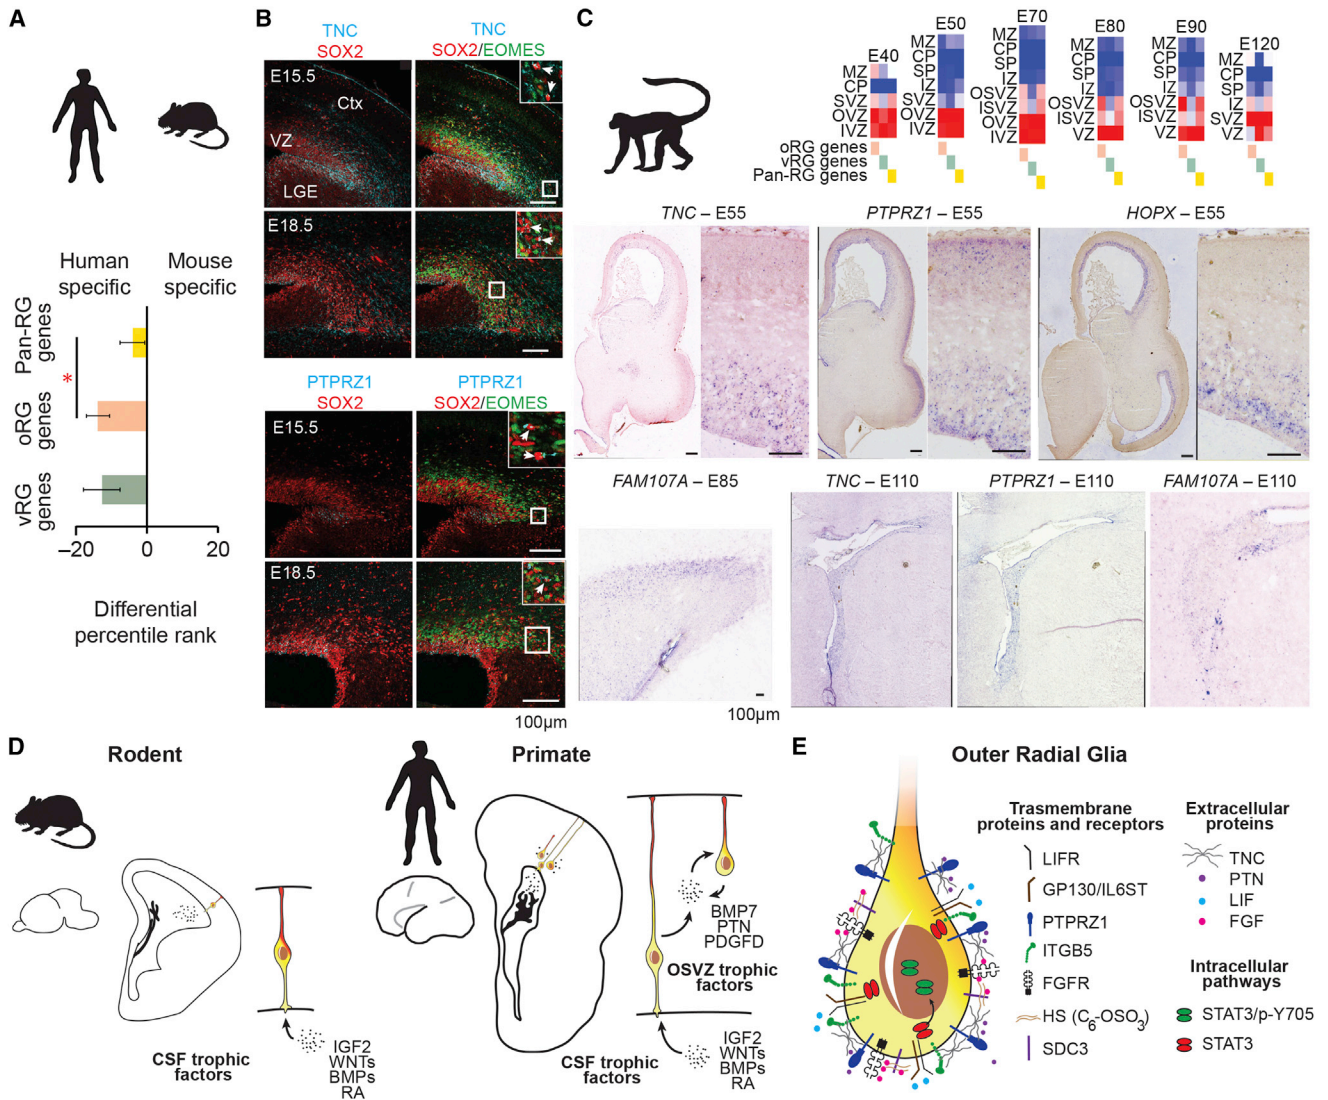 A
Human
specific
Mouse
specific
Pan-RG
genes
*
oRG
genes
vRG
genes
–20
0
20
Differential
percentile rank
B
TNC
SOX2
TNC
SOX2/EOMES
E15.5
Ctx
VZ
LGE
E18.5
PTPRZ1
SOX2
PTPRZ1
SOX2/EOMES
E15.5
E18.5
100µm
C
E40
MZ
CP
SVZ
OVZ
IVZ
E50
MZ
CP
SP
IZ
SVZ
OVZ
IVZ
E70
MZ
CP
SP
IZ
OSVZ
ISVZ
OVZ
IVZ
E80
MZ
CP
SP
IZ
OSVZ
ISVZ
VZ
E90
MZ
CP
SP
IZ
OSVZ
ISVZ
VZ
E120
MZ
CP
SP
IZ
SVZ
VZ
oRG genes
vRG genes
Pan-RG genes
TNC – E55
PTPRZ1 – E55
HOPX – E55
FAM107A – E85
TNC – E110
PTPRZ1 – E110
FAM107A – E110
100µm
D
Rodent
CSF trophic
factors
IGF2
WNTs
BMPs
RA
Primate
BMP7
PTN
PDGFD
OSVZ trophic
factors
CSF trophic
factors
IGF2
WNTs
BMPs
RA
E
Outer Radial Glia
Trasmembrane
proteins and receptors
LIFR
GP130/IL6ST
PTPRZ1
ITGB5
FGFR
HS (C6-OSO3)
SDC3
Extracellular
proteins
TNC
PTN
LIF
FGF
Intracellular
pathways
STAT3/p-Y705
STAT3